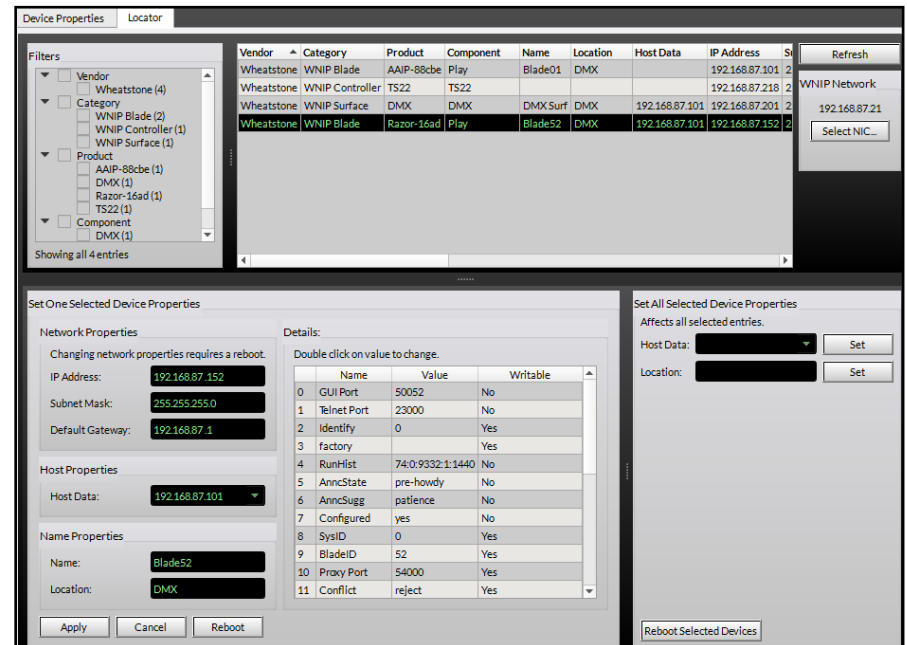 Device Properties Locator
Filters
Vendor
Wheatstone (4)
Category
WNIP Blade (2)
WNIP Controller (1)
WNIP Surface (1)
Product
AAIP-88cbe (1)
DMX (1)
Razor-16ad (1)
TS22 (1)
Component
DMX (1)
Showing all 4 entries
Vendor Category Product Component Name Location Host Data IP Address
Wheatstone WNIP Blade AAIP-88cbe Play Blade01 DMX 192.168.87.101 2
Wheatstone WNIP Controller TS22 TS22 192.168.87.218 2
Wheatstone WNIP Surface DMX DMX DMX Surf DMX 192.168.87.101 192.168.87.201 2
Wheatstone WNIP Blade Razor-16ad Play Blade52 DMX 192.168.87.101 192.168.87.152 2
Refresh
WNIP Network
192.168.87.21
Select NIC...
Set One Selected Device Properties
Network Properties
Changing network properties requires a reboot.
IP Address: 192.168.87.152
Subnet Mask: 255.255.255.0
Default Gateway: 192.168.87.1
Host Properties
Host Data: 192.168.87.101
Name Properties
Name: Blade52
Location: DMX
Apply Cancel Reboot
Details:
Double click on value to change.
Name Value Writable
0 GUI Port 50052 No
1 Telnet Port 23000 No
2 Identify 0 Yes
3 factory Yes
4 RunHist 74:0:9332:1:1440 No
5 AnncState pre-howdy No
6 AnncSugg patience No
7 Configured yes No
8 SysID 0 Yes
9 BladeID 52 Yes
10 Proxy Port 54000 Yes
11 Conflict reject Yes
Set All Selected Device Properties
Affects all selected entries.
Host Data: Set
Location: Set
Reboot Selected Devices